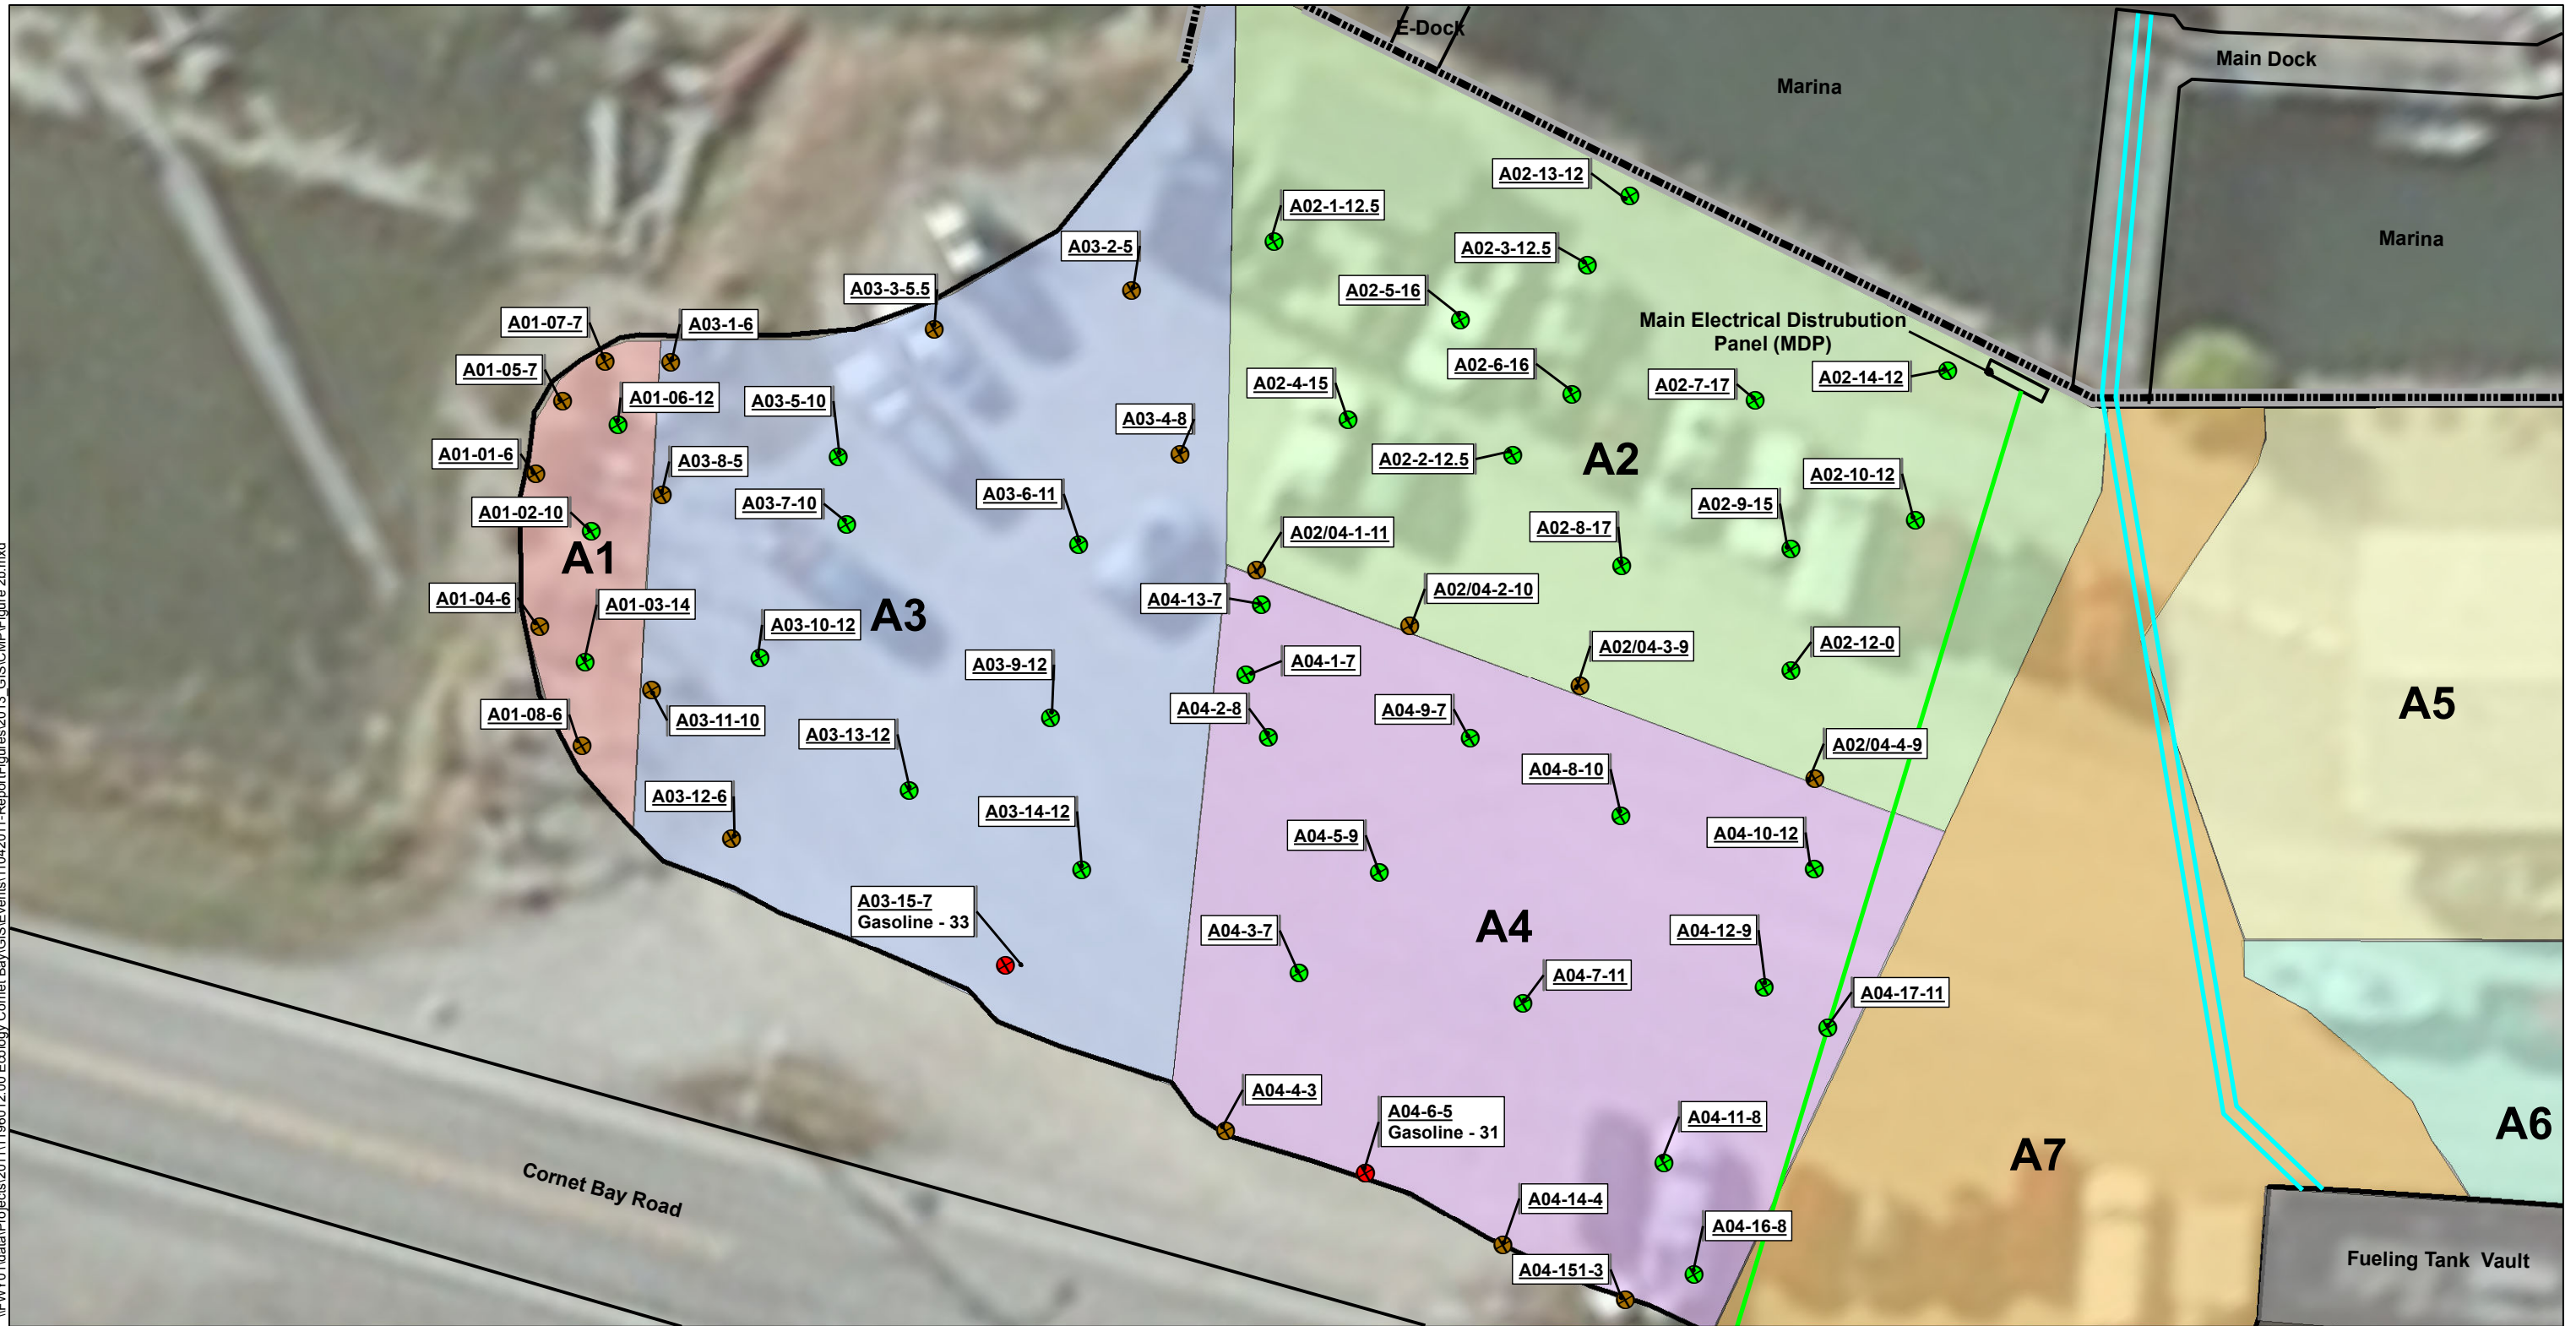 E-Dock
Main Dock
Marina
A02-13-12
A02-1-12.5
Marina
A03-2-5
A02-3-12.5
A03-3-5.5
A02-5-16
A01-07-7
A03-1-6
Main Electrical Distrubution
Panel (MDP)
A01-05-7
A02-6-16
A02-4-15
A02-7-17
A02-14-12
A01-06-12
A03-5-10
A03-4-8
A01-01-6
A03-8-5
A02-2-12.5
A2
A02-10-12
A03-7-10
A03-6-11
A02-9-15
A01-02-10
A02/04-1-11
A02-8-17
A1
A01-04-6
A01-03-14
A04-13-7
A02/04-2-10
A3
A03-10-12
A02/04-3-9
A02-12-0
A03-9-12
A04-1-7
A5
A01-08-6
A03-11-10
A04-2-8
A04-9-7
A03-13-12
A02/04-4-9
A04-8-10
A03-12-6
A03-14-12
A04-5-9
A04-10-12
A03-15-7
Gasoline - 33
A04-3-7
A4
A04-12-9
A04-7-11
A04-17-11
A04-4-3
A04-6-5
Gasoline - 31
A04-11-8
A6
A7
Cornet Bay Road
A04-14-4
A04-16-8
A04-151-3
Fueling Tank Vault